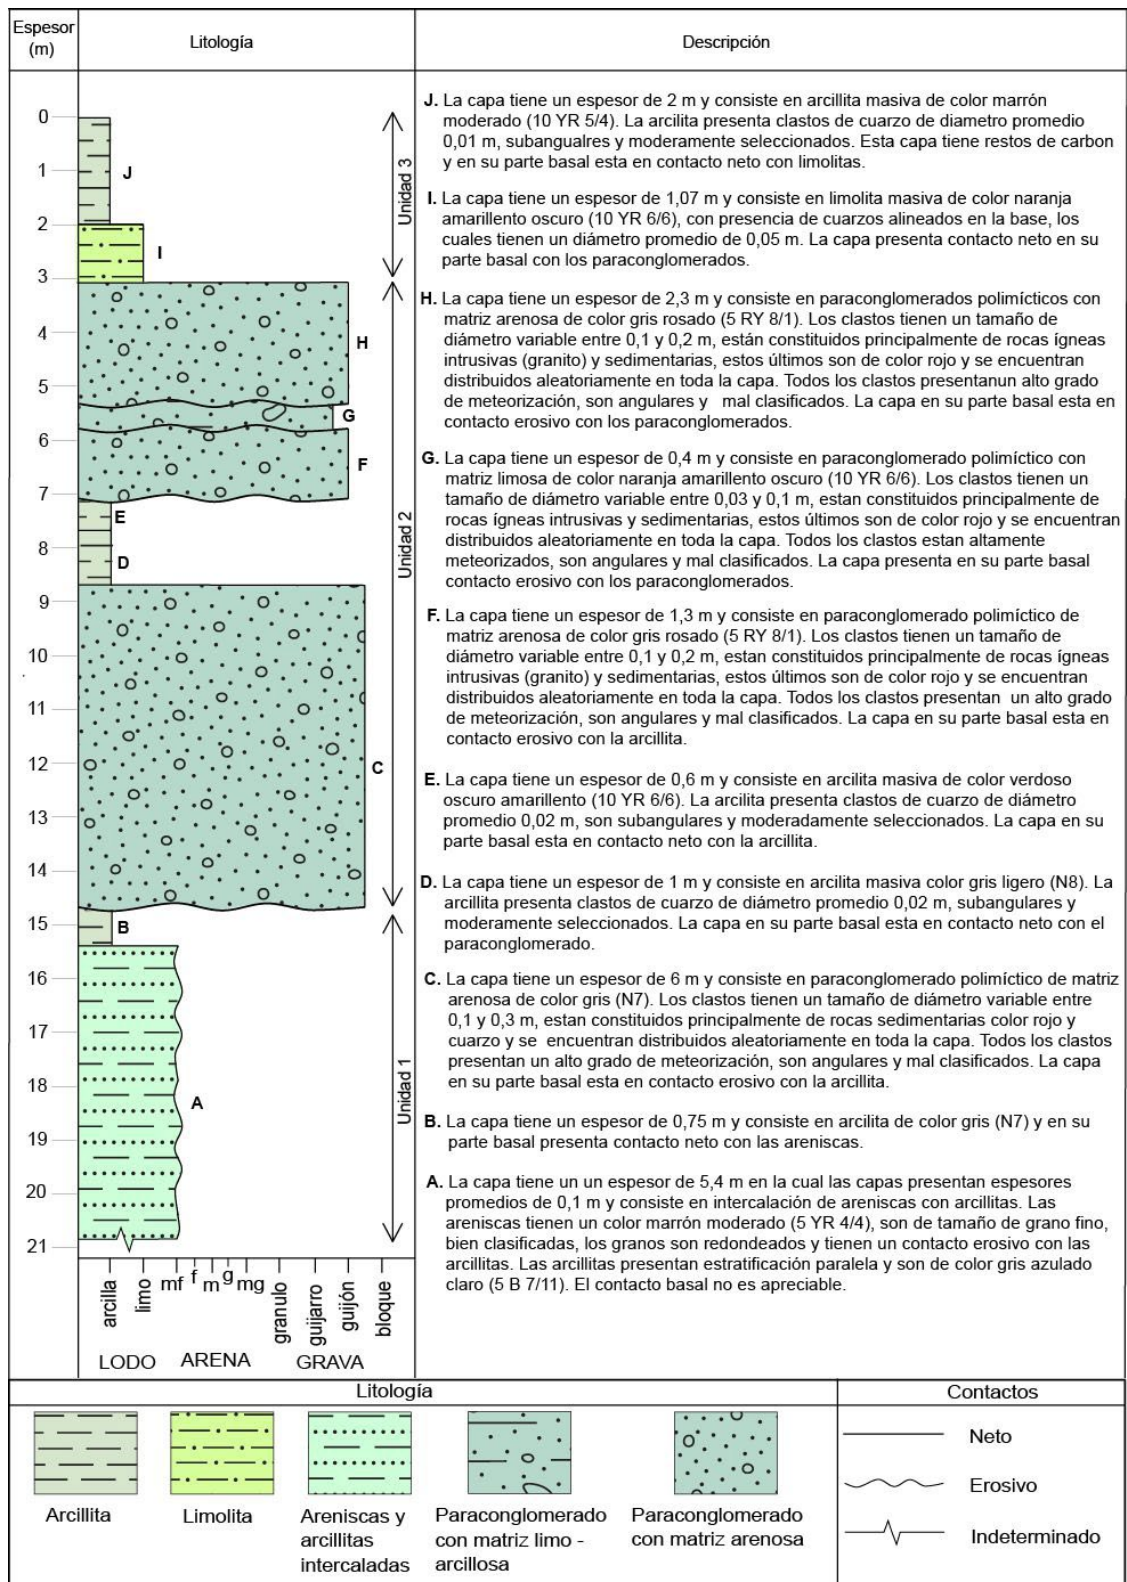 Espesor
(m)
Litología
Descripción
0
1
2
3
4
5
6
7
8
9
10
11
12
13
14
15
16
17
18
19
20
21
J
I
H
G
F
E
D
C
B
A
Unidad 3
Unidad 2
Unidad 1
J. La capa tiene un espesor de 2 m y consiste en arcillita masiva de color marrón
moderado (10 YR 5/4). La arcilita presenta clastos de cuarzo de diametro promedio
0,01 m, subangualres y moderamente seleccionados. Esta capa tiene restos de carbon
y en su parte basal esta en contacto neto con limolitas.
I. La capa tiene un espesor de 1,07 m y consiste en limolita masiva de color naranja
amarillento oscuro (10 YR 6/6), con presencia de cuarzos alineados en la base, los
cuales tienen un diámetro promedio de 0,05 m. La capa presenta contacto neto en su
parte basal con los paraconglomerados.
H. La capa tiene un espesor de 2,3 m y consiste en paraconglomerados polimícticos con
matriz arenosa de color gris rosado (5 RY 8/1). Los clastos tienen un tamaño de
diámetro variable entre 0,1 y 0,2 m, están constituidos principalmente de rocas ígneas
intrusivas (granito) y sedimentarias, estos últimos son de color rojo y se encuentran
distribuidos aleatoriamente en toda la capa. Todos los clastos presentanun alto grado
de meteorización, son angulares y mal clasificados. La capa en su parte basal esta en
contacto erosivo con los paraconglomerados.
G. La capa tiene un espesor de 0,4 m y consiste en paraconglomerado polimíctico con
matriz limosa de color naranja amarillento oscuro (10 YR 6/6). Los clastos tienen un
tamaño de diámetro variable entre 0,03 y 0,1 m, estan constituidos principalmente de
rocas ígneas intrusivas y sedimentarias, estos últimos son de color rojo y se encuentran
distribuidos aleatoriamente en toda la capa. Todos los clastos estan altamente
meteorizados, son angulares y mal clasificados. La capa presenta en su parte basal
contacto erosivo con los paraconglomerados.
F. La capa tiene un espesor de 1,3 m y consiste en paraconglomerado polimíctico de
matriz arenosa de color gris rosado (5 RY 8/1). Los clastos tienen un tamaño de
diámetro variable entre 0,1 y 0,2 m, estan constituidos principalmente de rocas ígneas
intrusivas (granito) y sedimentarias, estos últimos son de color rojo y se encuentran
distribuidos aleatoriamente en toda la capa. Todos los clastos presentan un alto grado
de meteorización, son angulares y mal clasificados. La capa en su parte basal esta en
contacto erosivo con la arcillita.
E. La capa tiene un espesor de 0,6 m y consiste en arcilita masiva de color verdoso
oscuro amarillento (10 YR 6/6). La arcilita presenta clastos de cuarzo de diámetro
promedio 0,02 m, son subangulares y moderadamente seleccionados. La capa en su
parte basal esta en contacto neto con la arcillita.
D. La capa tiene un espesor de 1 m y consiste en arcilita masiva color gris ligero (N8). La
arcillita presenta clastos de cuarzo de diámetro promedio 0,02 m, subangulares y
moderamente seleccionados. La capa en su parte basal esta en contacto neto con el
paraconglomerado.
C. La capa tiene un espesor de 6 m y consiste en paraconglomerado polimíctico de matriz
arenosa de color gris (N7). Los clastos tienen un tamaño de diámetro variable entre
0,1 y 0,3 m, estan constituidos principalmente de rocas sedimentarias color rojo y
cuarzo y se encuentran distribuidos aleatoriamente en toda la capa. Todos los clastos
presentan un alto grado de meteorización, son angulares y mal clasificados. La capa
en su parte basal esta en contacto erosivo con la arcillita.
B. La capa tiene un espesor de 0,75 m y consiste en arcilita de color gris (N7) y en su
parte basal presenta contacto neto con las areniscas.
A. La capa tiene un un espesor de 5,4 m en la cual las capas presentan espesores
promedios de 0,1 m y consiste en intercalación de areniscas con arcillitas. Las
areniscas tienen un color marrón moderado (5 YR 4/4), son de tamaño de grano fino,
bien clasificadas, los granos son redondeados y tienen un contacto erosivo con las
arcillitas. Las arcillitas presentan estratificación paralela y son de color gris azulado
claro (5 B 7/11). El contacto basal no es apreciable.
arcilla
limo
mf
f
m
g
mg
granulo
guijarro
guijón
bloque
LODO
ARENA
GRAVA
Litología
Contactos
Arcillita
Limolita
Areniscas y
arcillitas
intercaladas
Paraconglomerado
con matriz limo -
arcillosa
Paraconglomerado
con matriz arenosa
Neto
Erosivo
Indeterminado